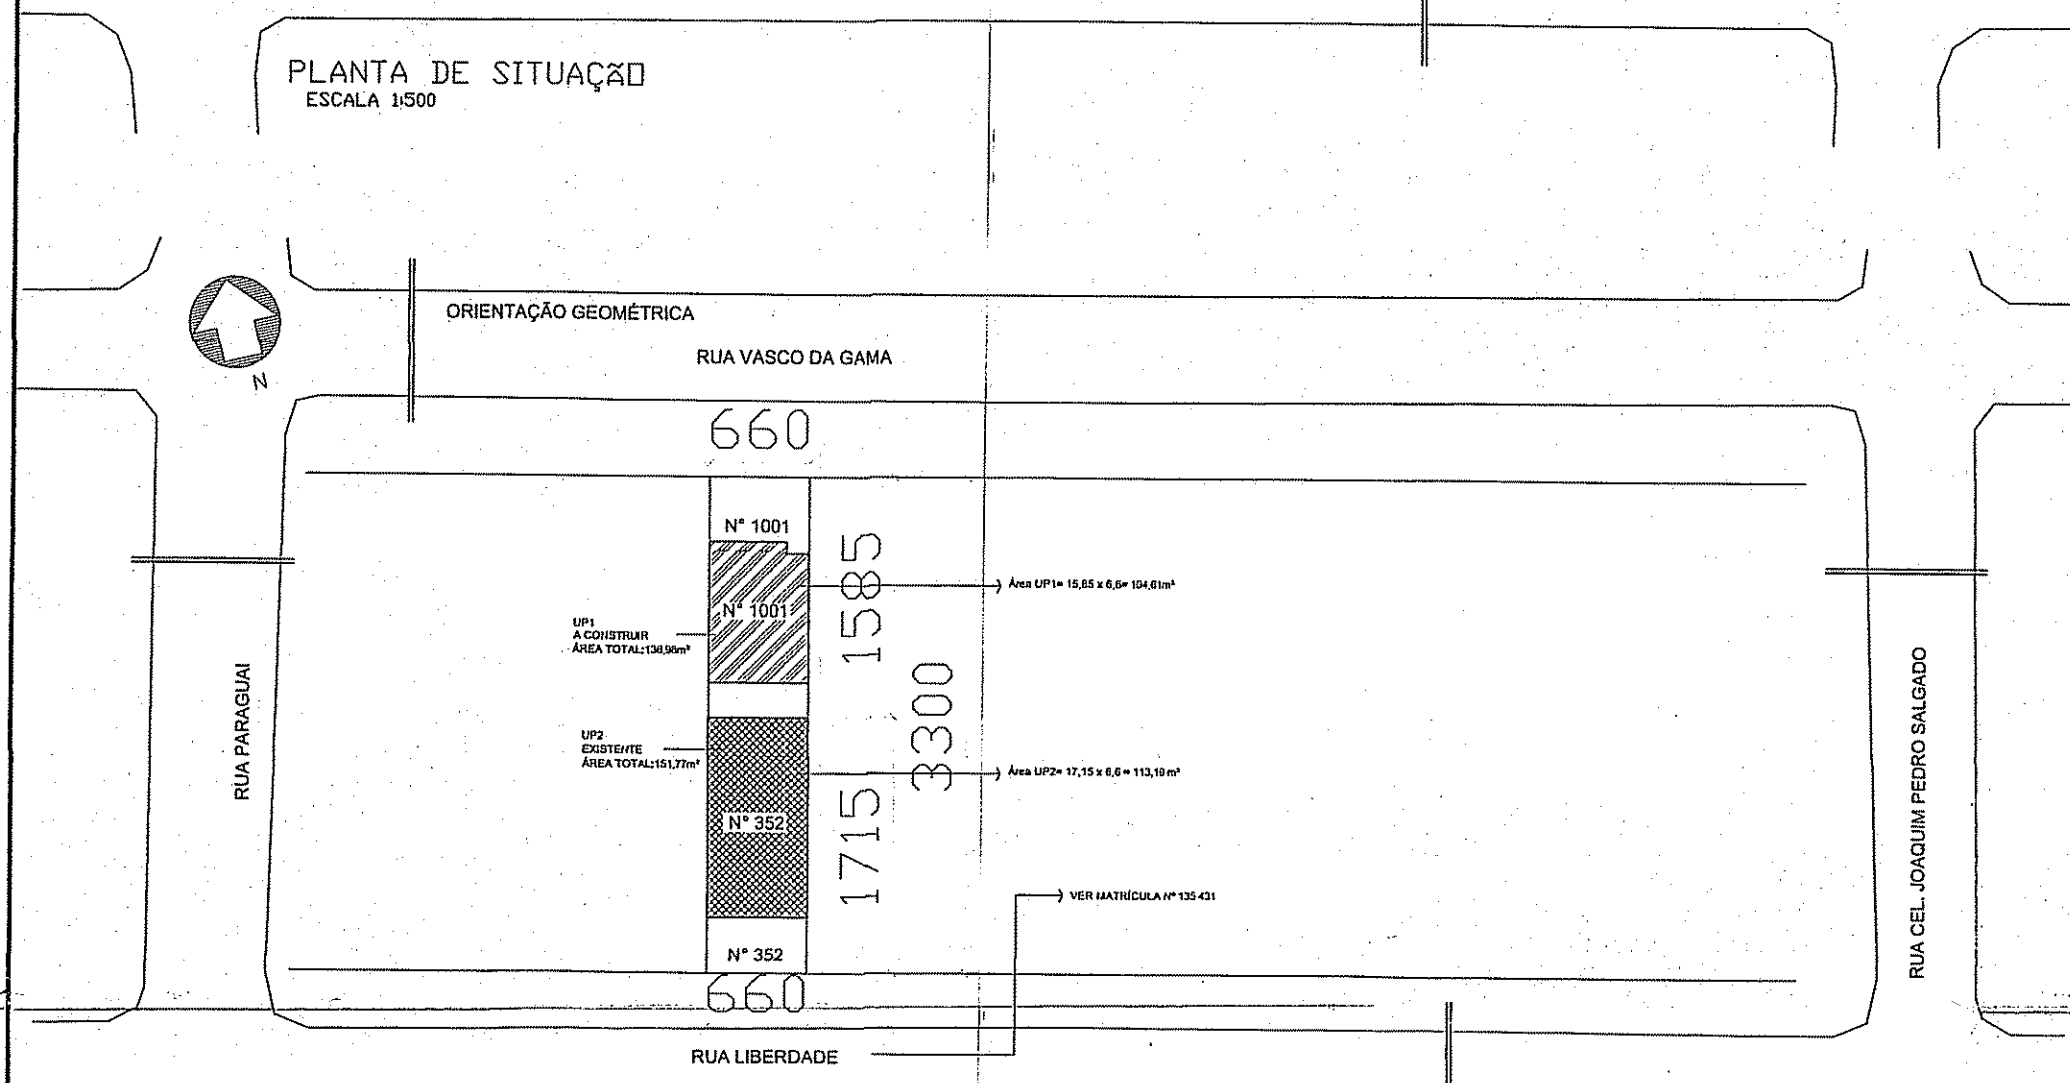 PLANTA DE SITUAÇÃO
ESCALA 1:500
ORIENTAÇÃO GEOMÉTRICA
RUA VASCO DA GAMA
N
660
N° 1001
N° 1001
1585
Área UP1= 15,85 x 6,6= 104,61m²
UP1
A CONSTRUIR
ÁREA TOTAL:136,98m²
3300
RUA PARAGUAI
UP2
EXISTENTE
ÁREA TOTAL:151,77m²
Área UP2= 17,15 x 6,6= 113,19 m²
N° 352
1715
RUA CEL. JOAQUIM PEDRO SALGADO
VER MATRÍCULA N° 135431
N° 352
660
RUA LIBERDADE